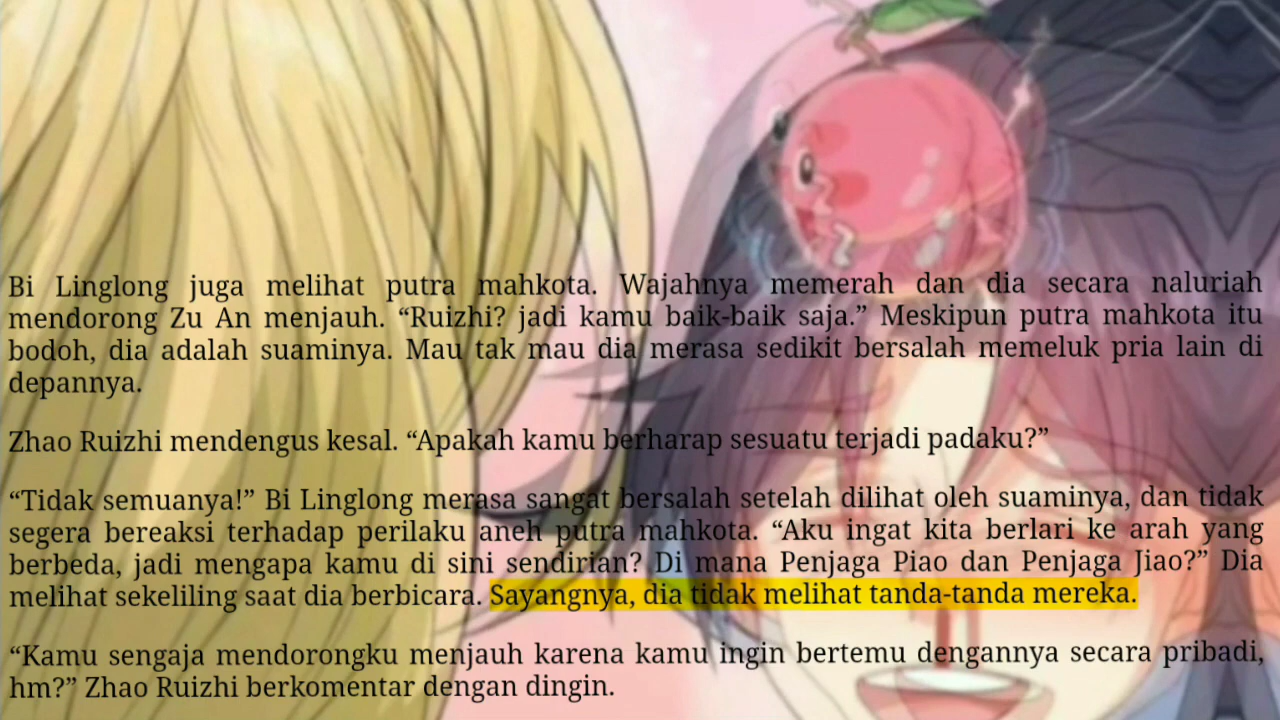 Bi Linglong juga melihat putra mahkota. Wajahnya memerah dan dia secara naluriah
mendorong Zu An menjauh. “Ruizhi? jadi kamu baik-baik saja.” Meskipun putra mahkota itu
bodoh, dia adalah suaminya. Mau tak mau dia merasa sedikit bersalah memeluk pria lain di
depannya.
Zhao Ruizhi mendengus kesal. “Apakah kamu berharap sesuatu terjadi padaku?”
“Tidak semuanya!” Bi Linglong merasa sangat bersalah setelah dilihat oleh suaminya, dan tidak
segera bereaksi terhadap perilaku aneh putra mahkota. “Aku ingat kita berlari ke arah yang
berbeda, jadi mengapa kamu di sini sendirian? Di mana Penjaga Piao dan Penjaga Jiao?” Dia
melihat sekeliling saat dia berbicara. Sayangnya, dia tidak melihat tanda-tanda mereka.
“Kamu sengaja mendorongku menjauh karena kamu ingin bertemu dengannya secara pribadi,
hm?” Zhao Ruizhi berkomentar dengan dingin.